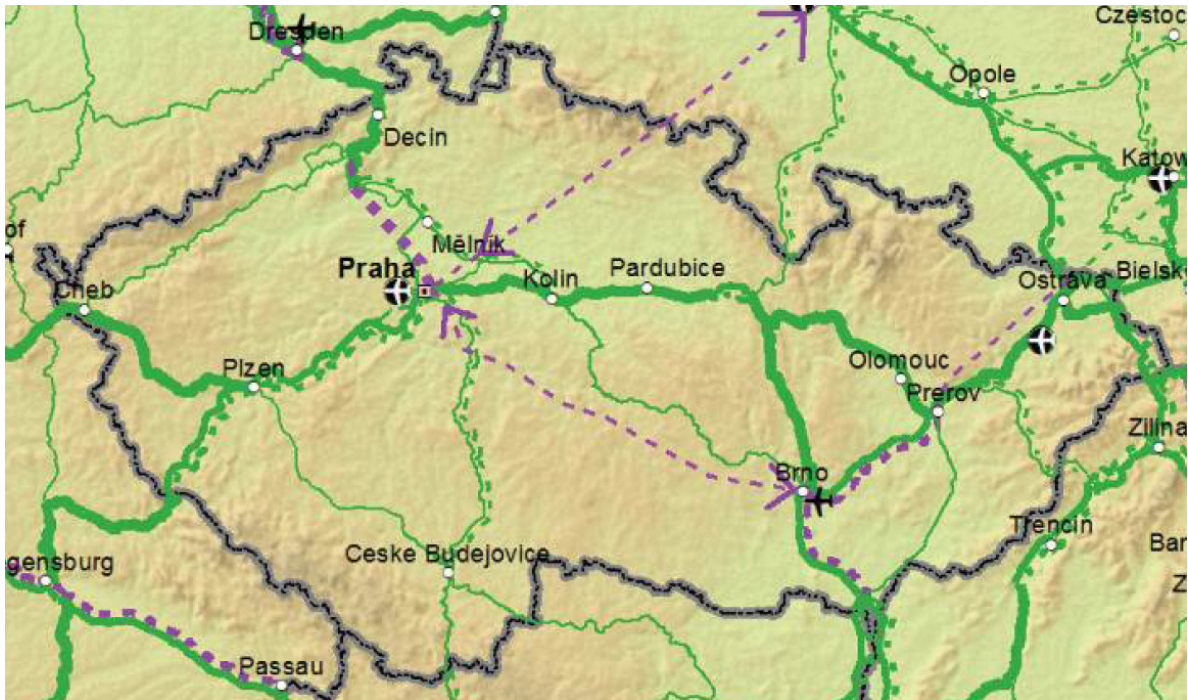 Czestoc
Dresden
Opole
Decin
Katow
of
Mělnik
Praha
Kolin
Pardubice
Ostrava
Bielsk
Cheb
Olomouc
Plzen
Prerov
Zilina
Brno
Trencin
Bar
Ceske Budejovice
gensburg
Z
Passau